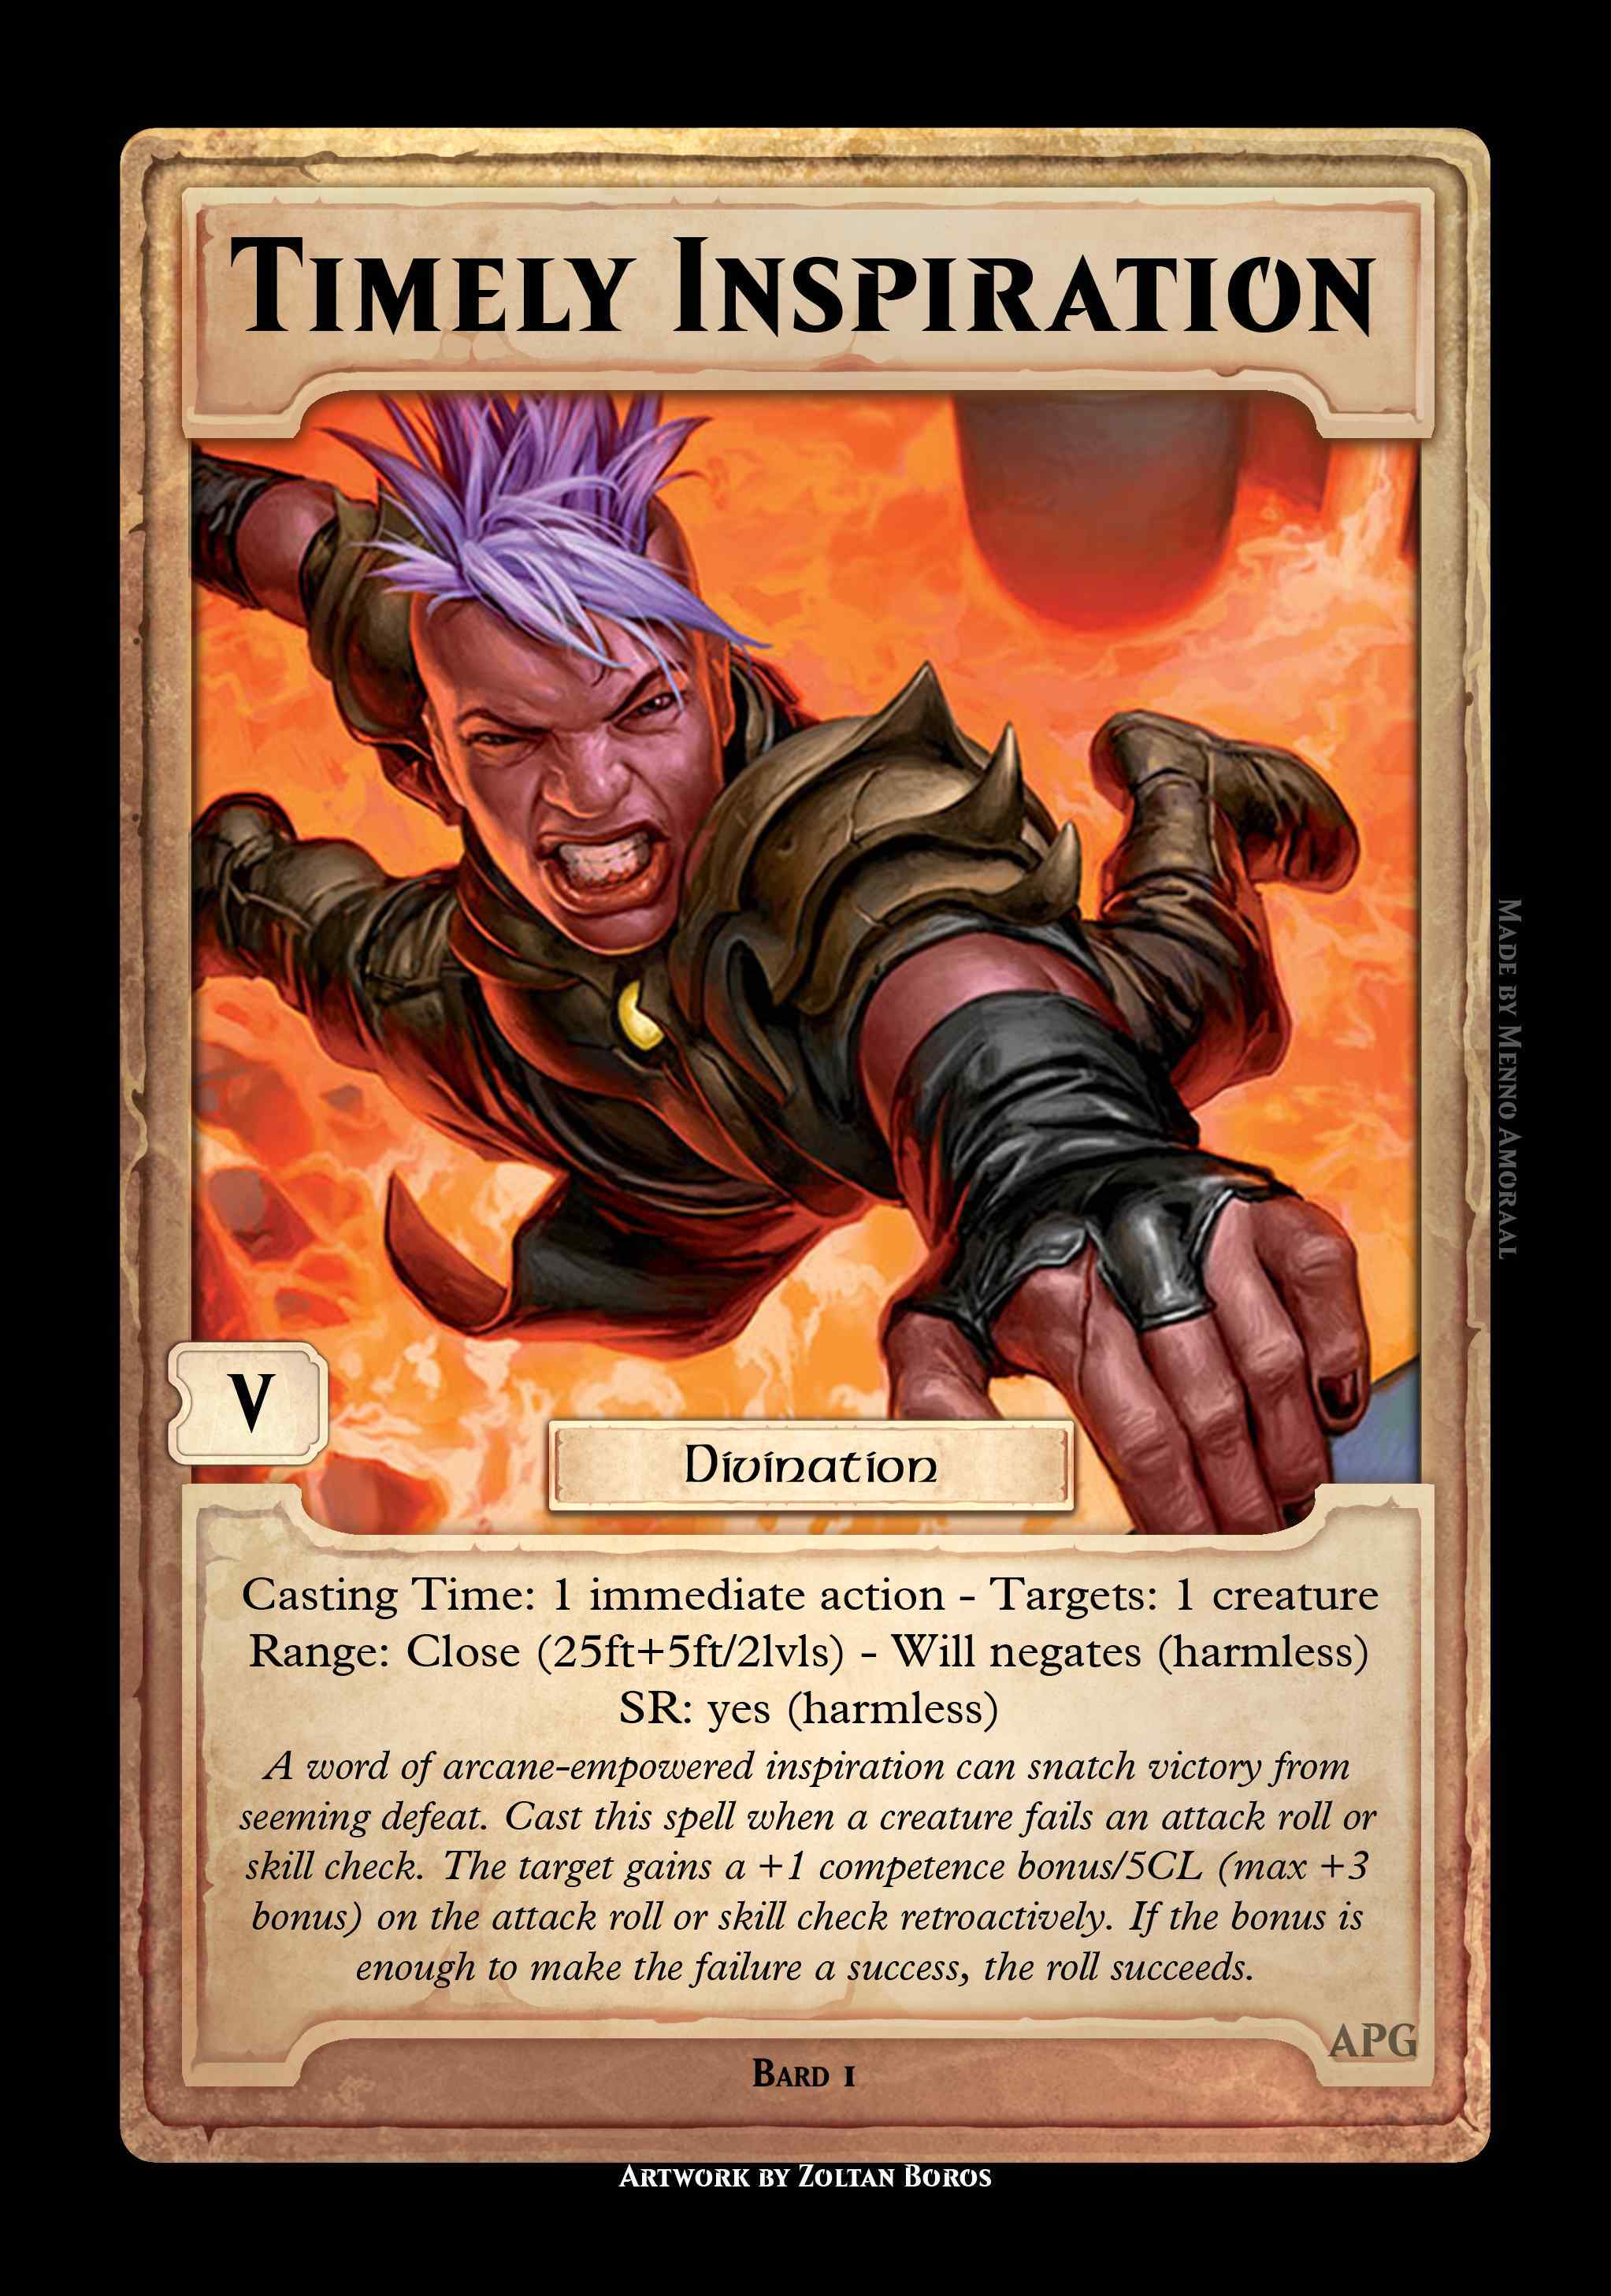 Timely Inspiration
V
Divination
Casting Time: 1 immediate action - Targets: 1 creature
Range: Close (25ft+5ft/2lvls) - Will negates (harmless)
SR: yes (harmless)
A word of arcane-empowered inspiration can snatch victory from
seeming defeat. Cast this spell when a creature fails an attack roll or
skill check. The target gains a +1 competence bonus/5CL (max +3
bonus) on the attack roll or skill check retroactively. If the bonus is
enough to make the failure a success, the roll succeeds.
APG
Bard 1
Artwork by Zoltan Boros
Made by Menno Amoraal